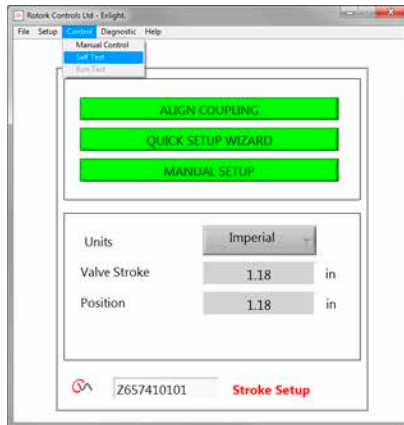 Rotork Controls Ltd - Enlight.
File Setup Control Diagnostic Help
Manual Control
Self Test
Run Test
ALIGN COUPLING
QUICK SETUP WIZARD
MANUAL SETUP
Units Imperial
Valve Stroke 1.18 in
Position 1.18 in
Z657410101 Stroke Setup